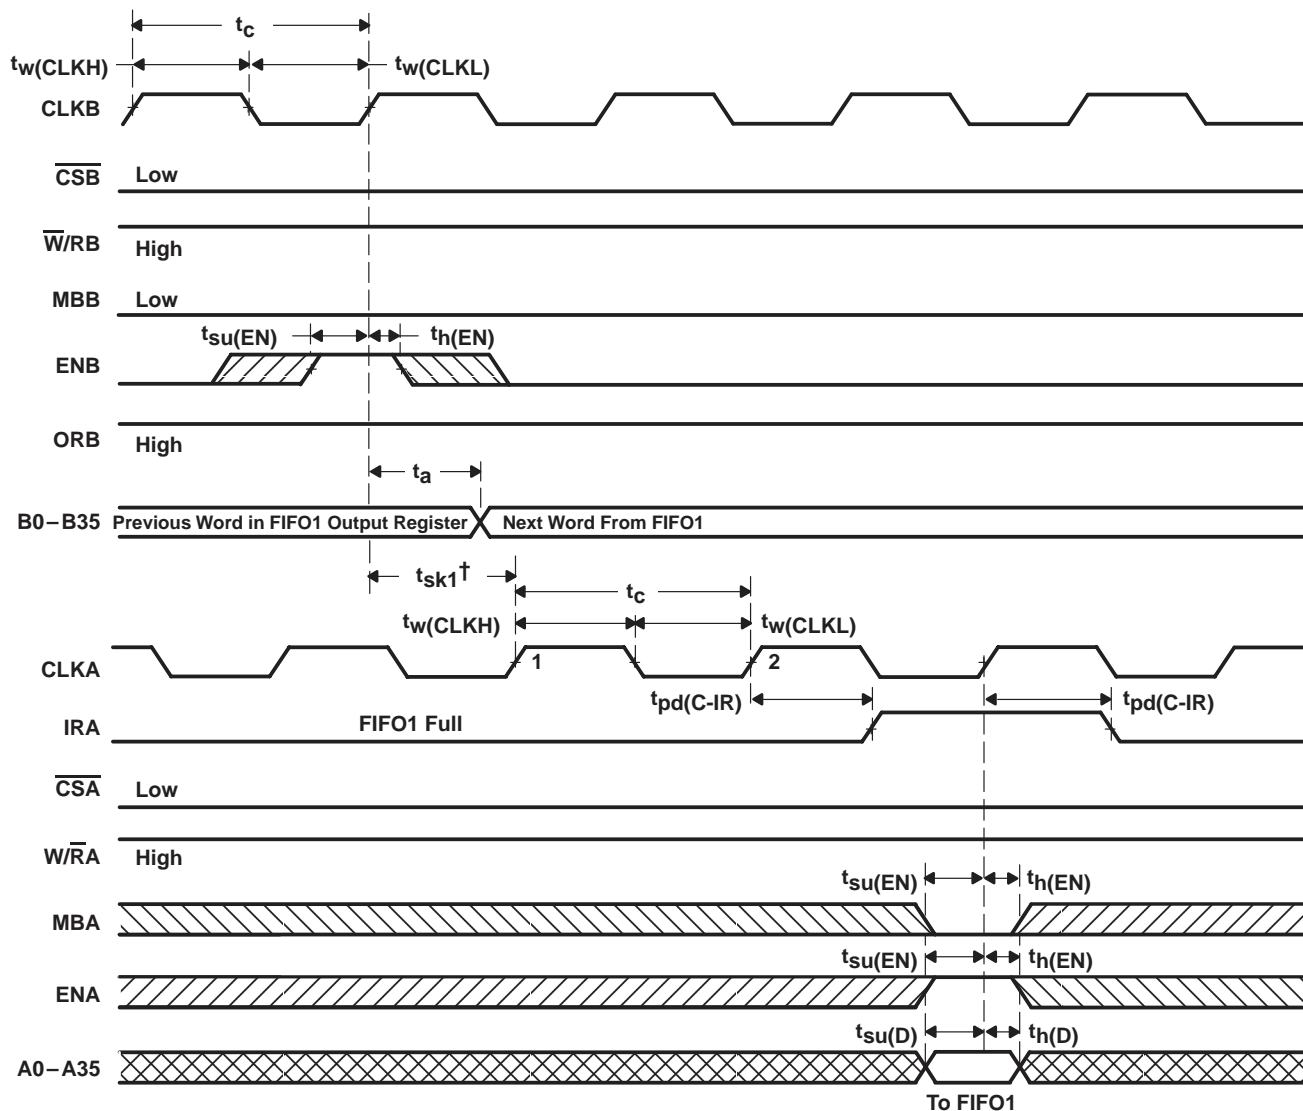 tc
tw(CLKH) tw(CLKL)
CLKB
CSB Low
W/RB High
MBB Low
tsu(EN) th(EN)
ENB
ORB High
ta
B0–B35 Previous Word in FIFO1 Output Register Next Word From FIFO1
tsk1†
tc
tw(CLKH) tw(CLKL)
CLKA 1 2
tpd(C-IR) tpd(C-IR)
IRA FIFO1 Full
CSA Low
W/RA High
tsu(EN) th(EN)
MBA
tsu(EN) th(EN)
ENA
tsu(D) th(D)
A0–A35
To FIFO1